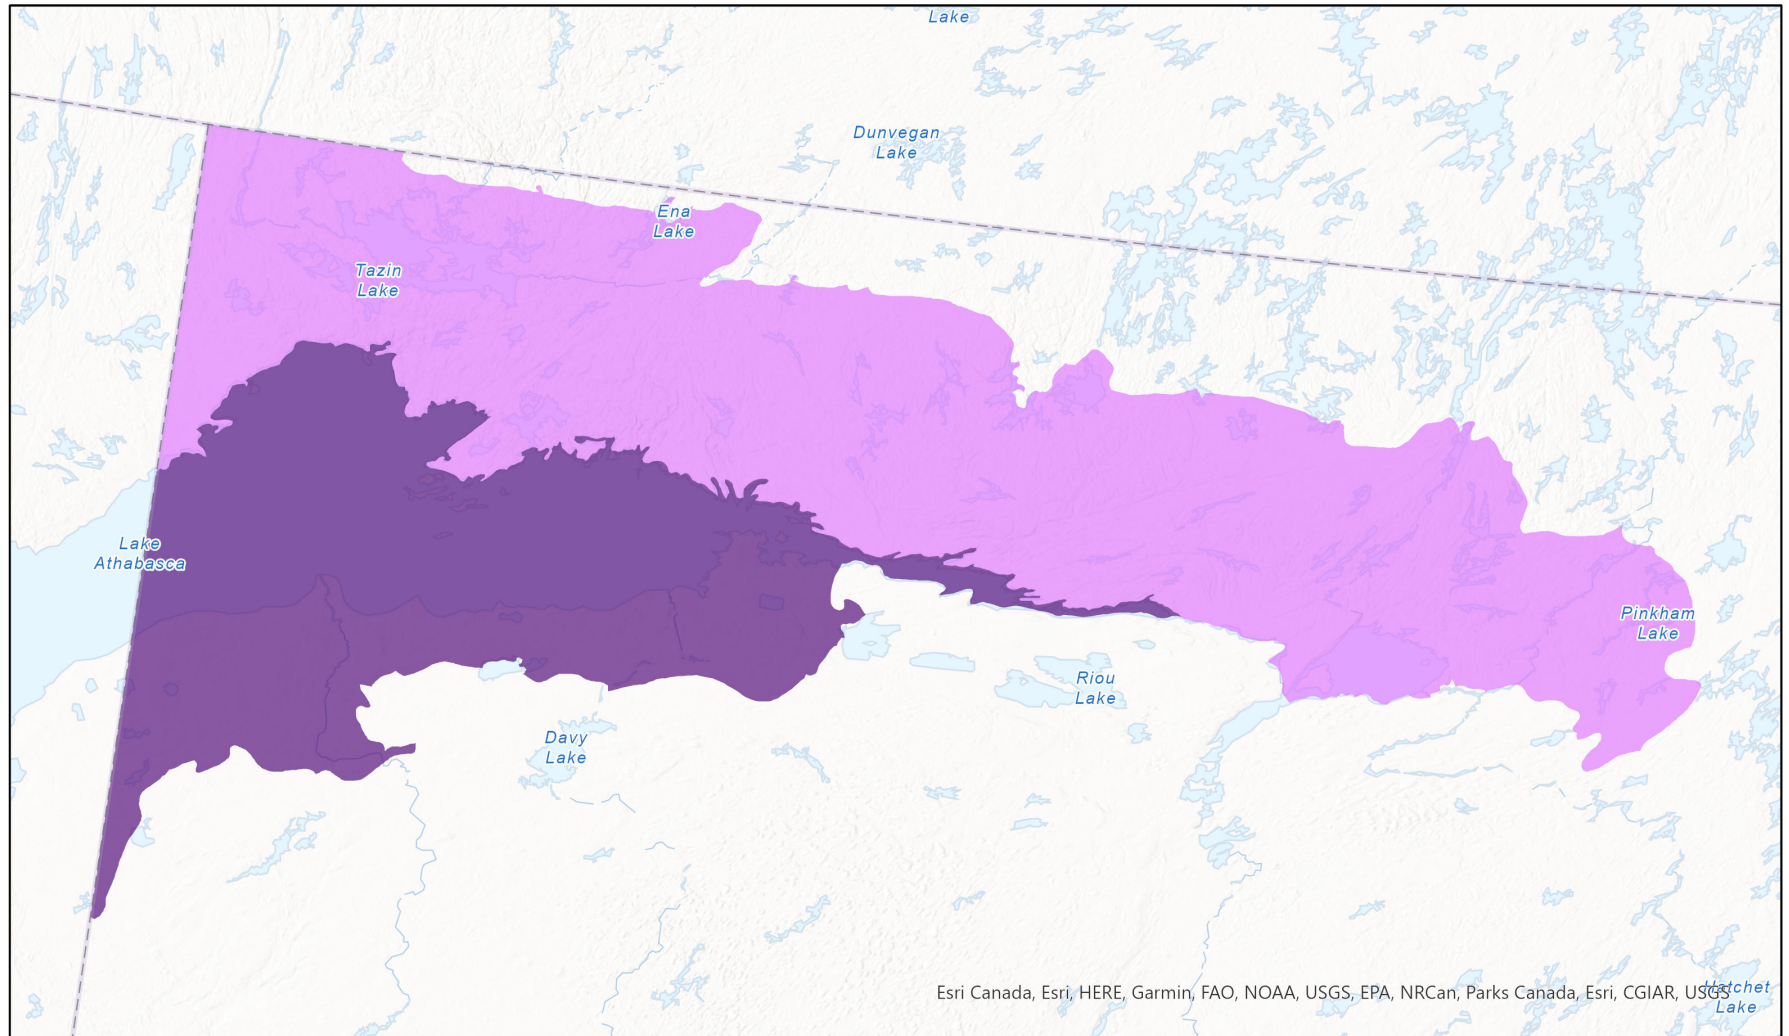 Lake
Dunvegan
Lake
Ena
Lake
Tazin
Lake
Lake
Athabasca
Pinkham
Lake
Riou
Lake
Davy
Lake
Esri Canada, Esri, HERE, Garmin, FAO, NOAA, USGS, EPA, NRCan, Parks Canada, Esri, CGIAR, USGS
Hatchet
Lake